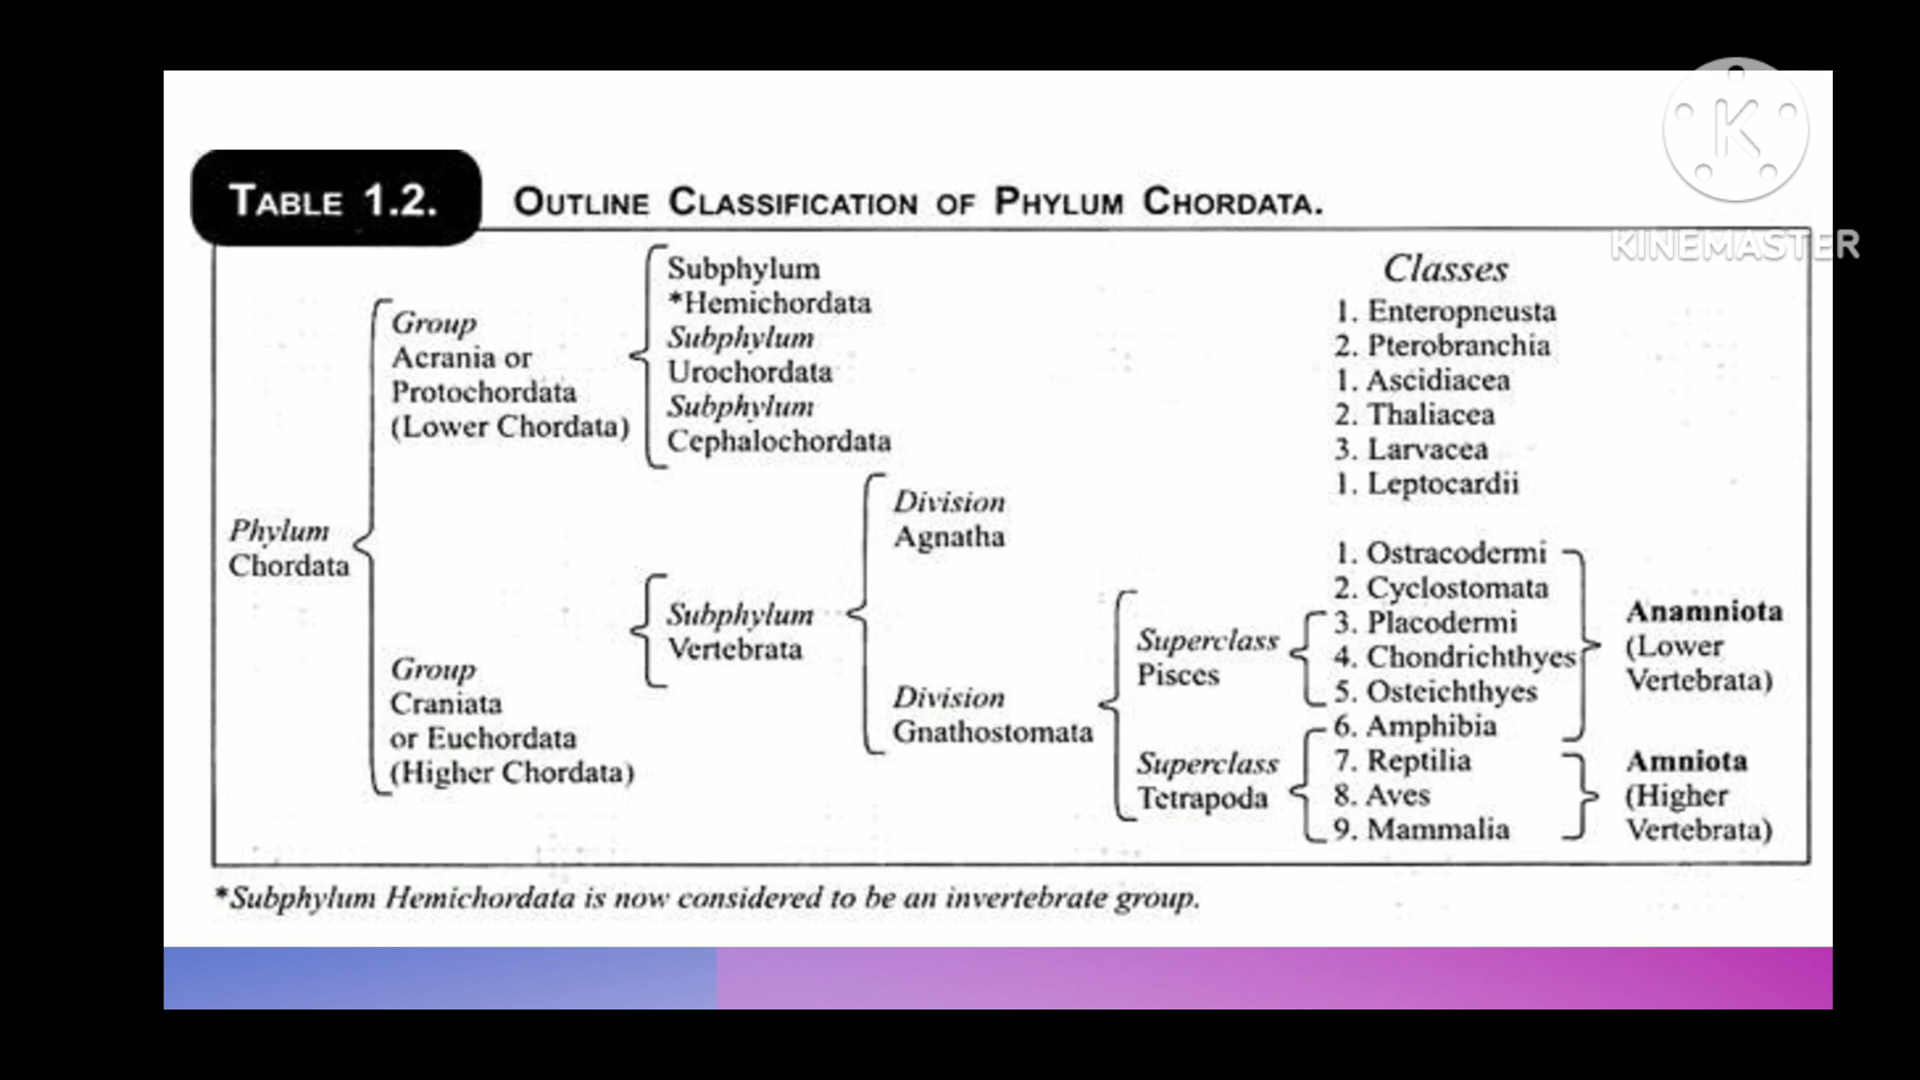 K
KINEMASTER
TABLE 1.2. OUTLINE CLASSIFICATION OF PHYLUM CHORDATA.
Phylum
Chordata
Group
Acrania or
Protochordata
(Lower Chordata)
Subphylum
*Hemichordata
Subphylum
Urochordata
Subphylum
Cephalochordata
Group
Craniata
or Euchordata
(Higher Chordata)
Subphylum
Vertebrata
Division
Agnatha
Division
Gnathostomata
Superclass
Pisces
Superclass
Tetrapoda
Classes
1. Enteropneusta
2. Pterobranchia
1. Ascidiacea
2. Thaliacea
3. Larvacea
1. Leptocardii
1. Ostracodermi
2. Cyclostomata
3. Placodermi
4. Chondrichthyes
5. Osteichthyes
6. Amphibia
7. Reptilia
8. Aves
9. Mammalia
Anamniota
(Lower
Vertebrata)
Amniota
(Higher
Vertebrata)
*Subphylum Hemichordata is now considered to be an invertebrate group.